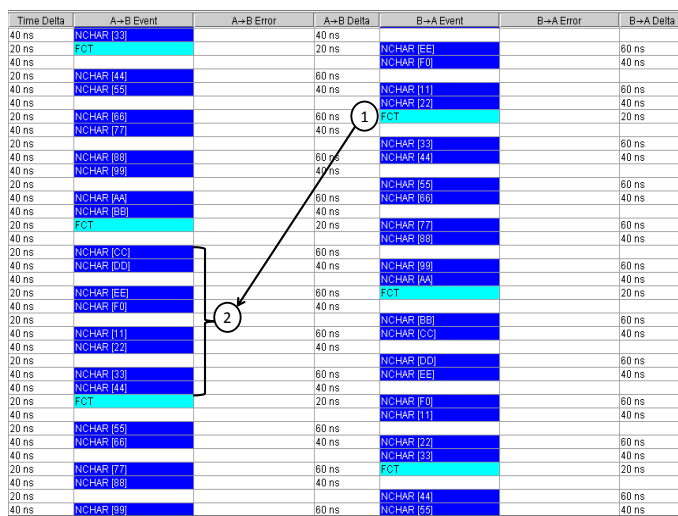 Time Delta A→B Event A→B Error A→B Delta B→A Event B→A Error B→A Delta
40 ns NCHAR [33] 40 ns
20 ns FCT 20 ns NCHAR [EE] 60 ns
40 ns NCHAR [F0] 40 ns
20 ns NCHAR [44] 60 ns
40 ns NCHAR [55] 40 ns NCHAR [11] 60 ns
40 ns NCHAR [22] 40 ns
20 ns NCHAR [66] 60 ns 1 FCT 20 ns
40 ns NCHAR [77] 40 ns
20 ns NCHAR [33] 60 ns
40 ns NCHAR [88] 60 ns NCHAR [44] 40 ns
40 ns NCHAR [99] 40 ns
20 ns NCHAR [55] 60 ns
40 ns NCHAR [AA] 60 ns NCHAR [66] 40 ns
40 ns NCHAR [BB] 40 ns
20 ns FCT 20 ns NCHAR [77] 60 ns
40 ns NCHAR [88] 40 ns
20 ns NCHAR [CC] 60 ns
40 ns NCHAR [DD] 40 ns NCHAR [99] 60 ns
40 ns NCHAR [AA] 40 ns
20 ns NCHAR [EE] 60 ns FCT 20 ns
40 ns NCHAR [F0] 40 ns
20 ns 2 NCHAR [BB] 60 ns
40 ns NCHAR [11] 60 ns NCHAR [CC] 40 ns
40 ns NCHAR [22] 40 ns
20 ns NCHAR [DD] 60 ns
40 ns NCHAR [33] 60 ns NCHAR [EE] 40 ns
40 ns NCHAR [44] 40 ns
20 ns FCT 20 ns NCHAR [F0] 60 ns
40 ns NCHAR [11] 40 ns
20 ns NCHAR [55] 60 ns
40 ns NCHAR [66] 40 ns NCHAR [22] 60 ns
40 ns NCHAR [33] 40 ns
20 ns NCHAR [77] 60 ns FCT 20 ns
40 ns NCHAR [88] 40 ns
20 ns NCHAR [44] 60 ns
40 ns NCHAR [99] 60 ns NCHAR [55] 40 ns